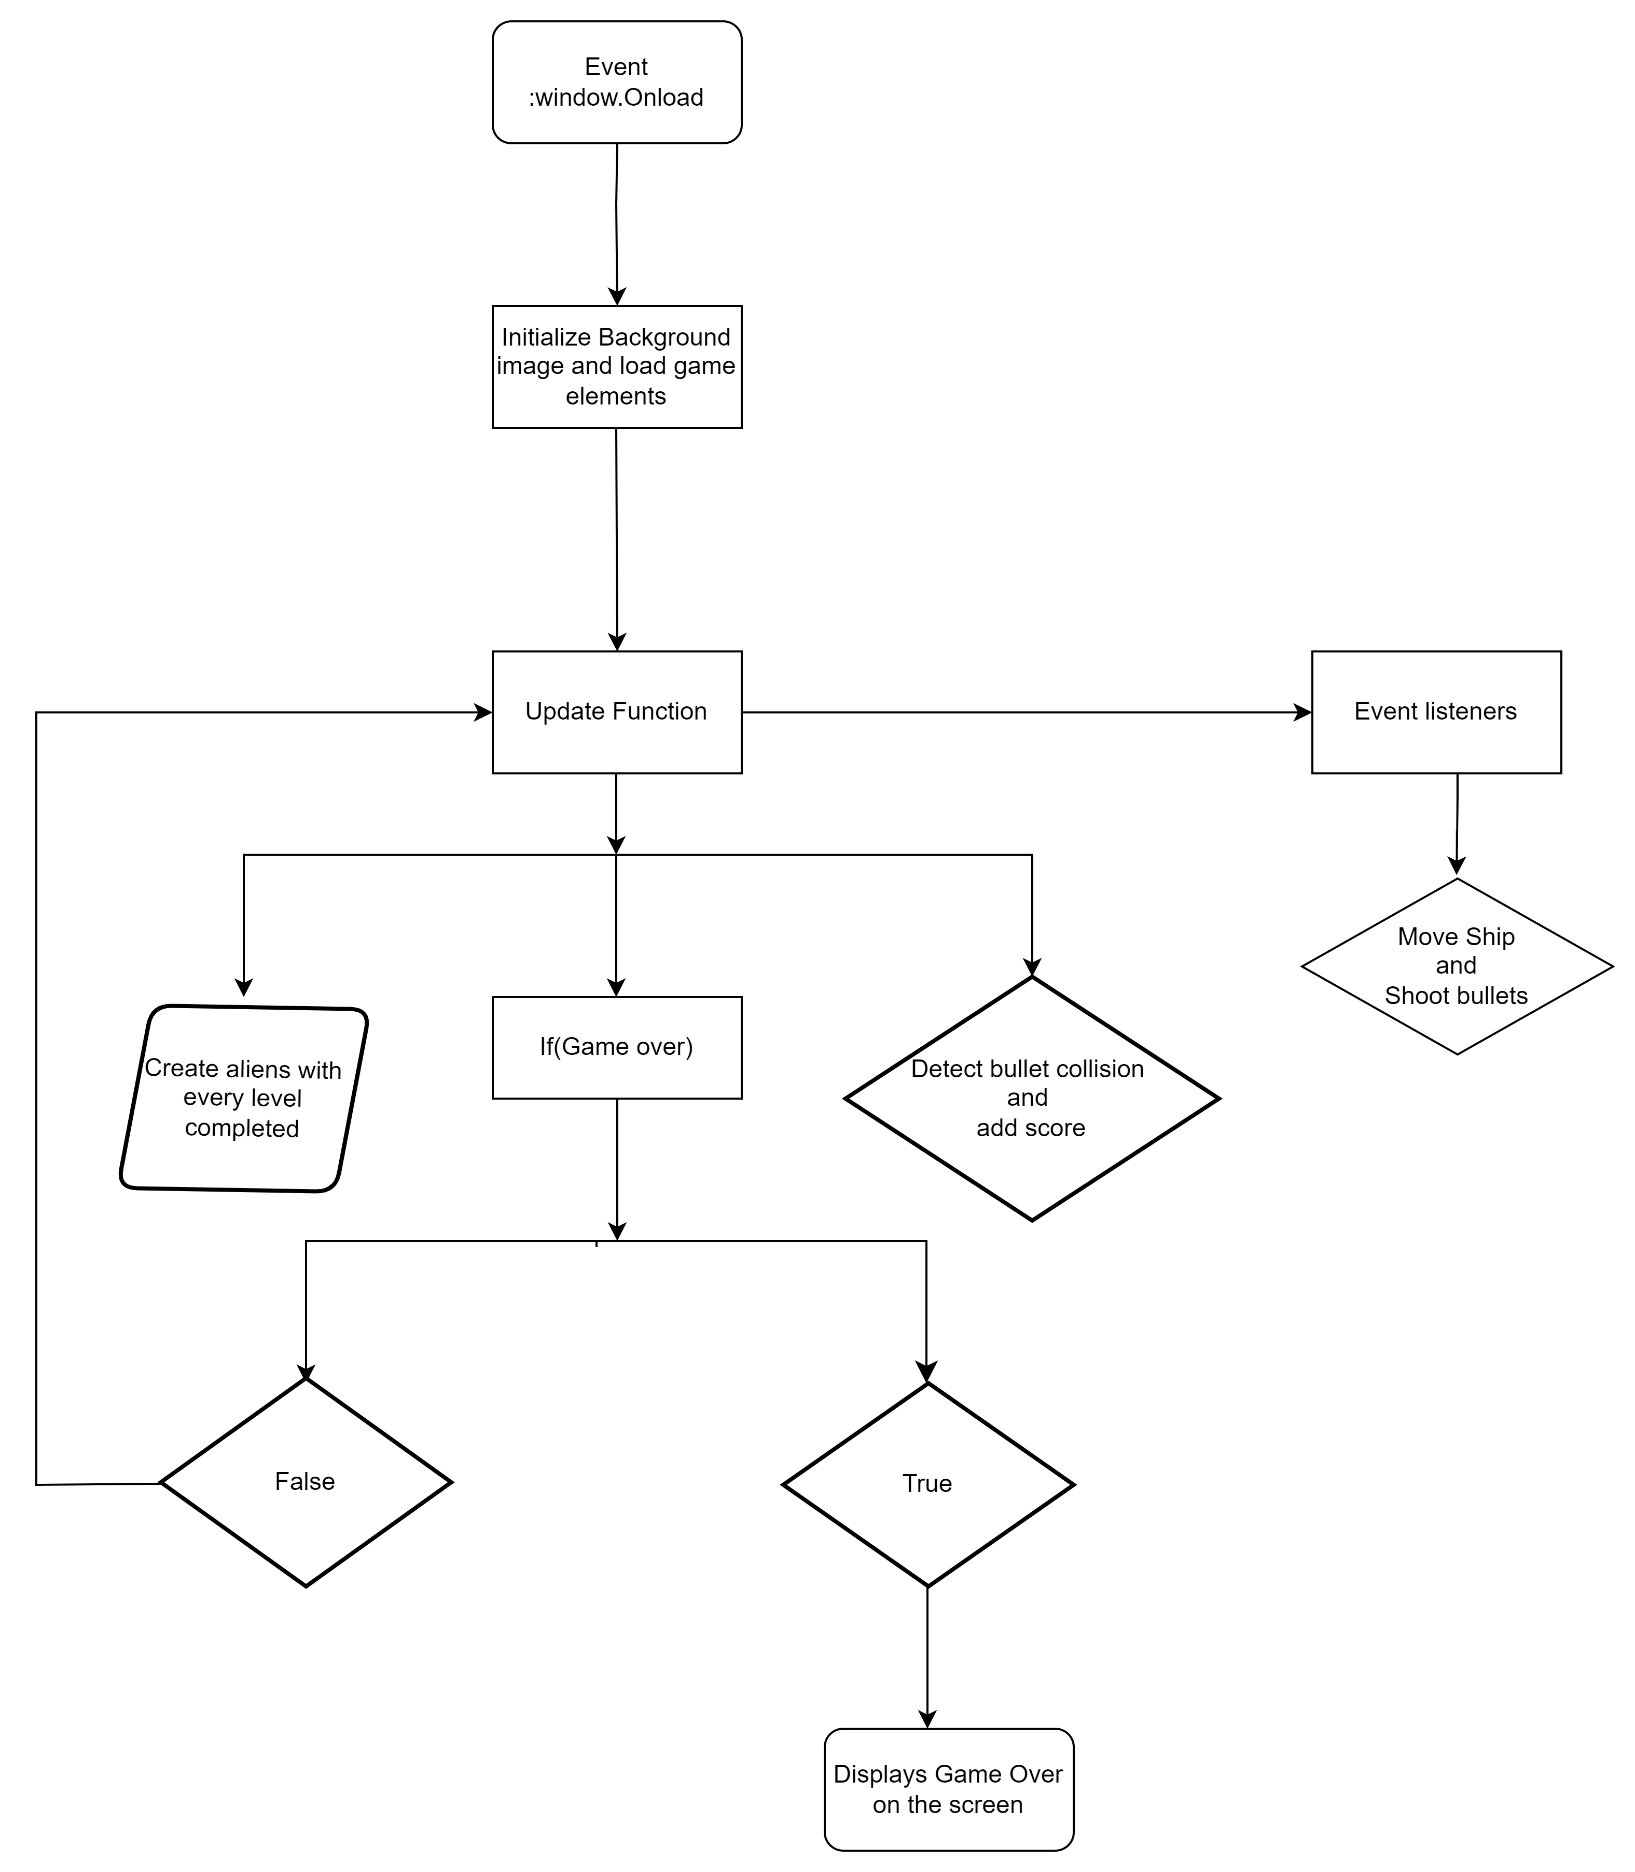 Event
:window.Onload
Initialize Background
image and load game
elements
Update Function
Event listeners
Move Ship
and
Shoot bullets
Create aliens with
every level
completed
If(Game over)
Detect bullet collision
and
add score
False
True
Displays Game Over
on the screen